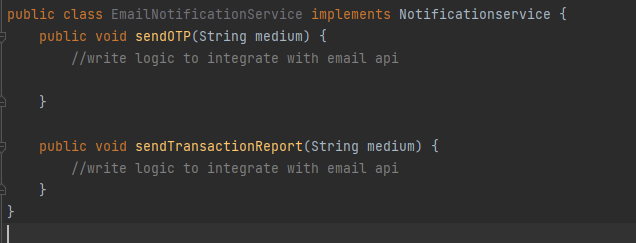 public class EmailNotificationService implements Notificationservice {
public void sendOTP(String medium) {
//write logic to integrate with email api
}
public void sendTransactionReport(String medium) {
//write logic to integrate with email api
}
}